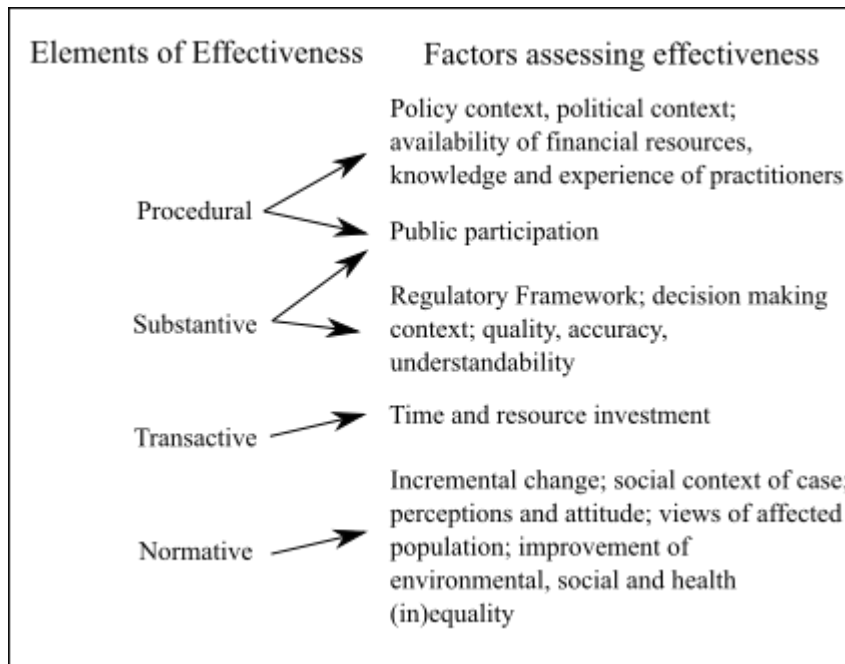 Elements of Effectiveness
Factors assessing effectiveness
Policy context, political context;
availability of financial resources,
knowledge and experience of practitioners
Procedural
Public participation
Substantive
Regulatory Framework; decision making
context; quality, accuracy,
understandability
Transactive
Time and resource investment
Normative
Incremental change; social context of case;
perceptions and attitude; views of affected
population; improvement of
environmental, social and health
(in)equality